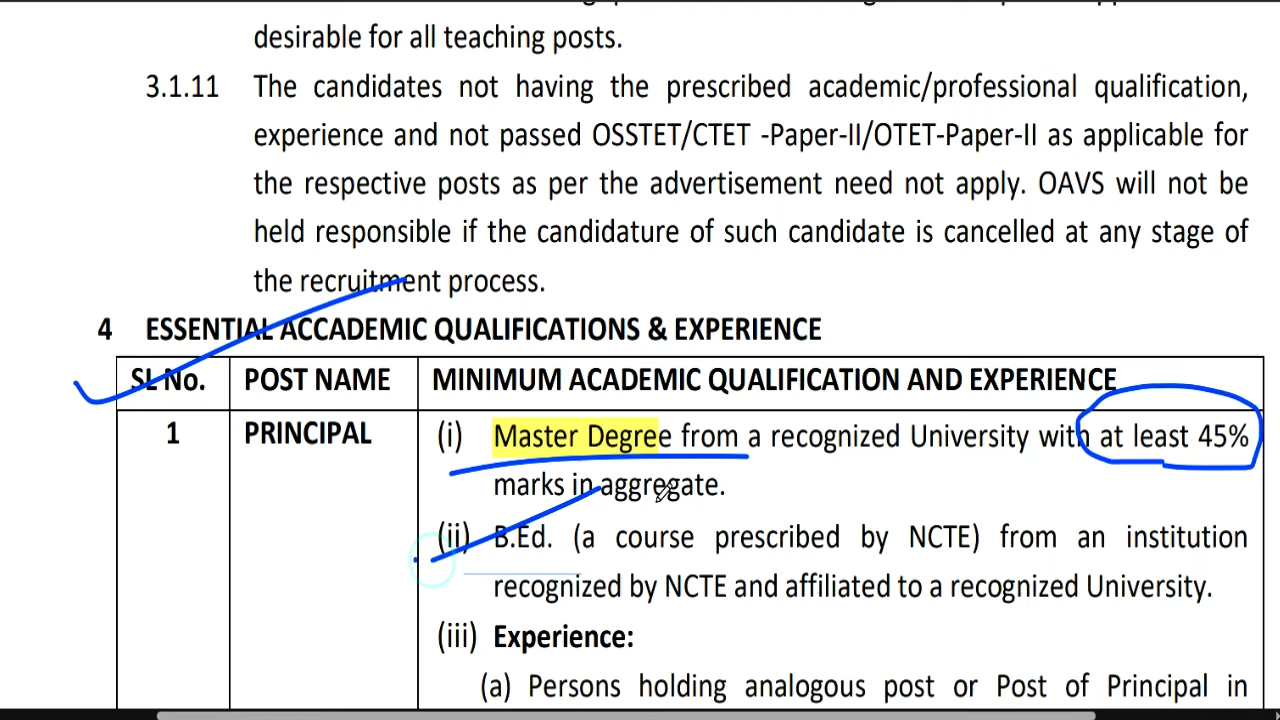 desirable for all teaching posts.
3.1.11 The candidates not having the prescribed academic/professional qualification,
experience and not passed OSSTET/CTET -Paper-II/OTET-Paper-II as applicable for
the respective posts as per the advertisement need not apply. OAVS will not be
held responsible if the candidature of such candidate is cancelled at any stage of
the recruitment process.
4 ESSENTIAL ACCADEMIC QUALIFICATIONS & EXPERIENCE
SL No. POST NAME MINIMUM ACADEMIC QUALIFICATION AND EXPERIENCE
1 PRINCIPAL (i) Master Degree from a recognized University with at least 45%
marks in aggregate.
(ii) B.Ed. (a course prescribed by NCTE) from an institution
recognized by NCTE and affiliated to a recognized University.
(iii) Experience:
(a) Persons holding analogous post or Post of Principal in